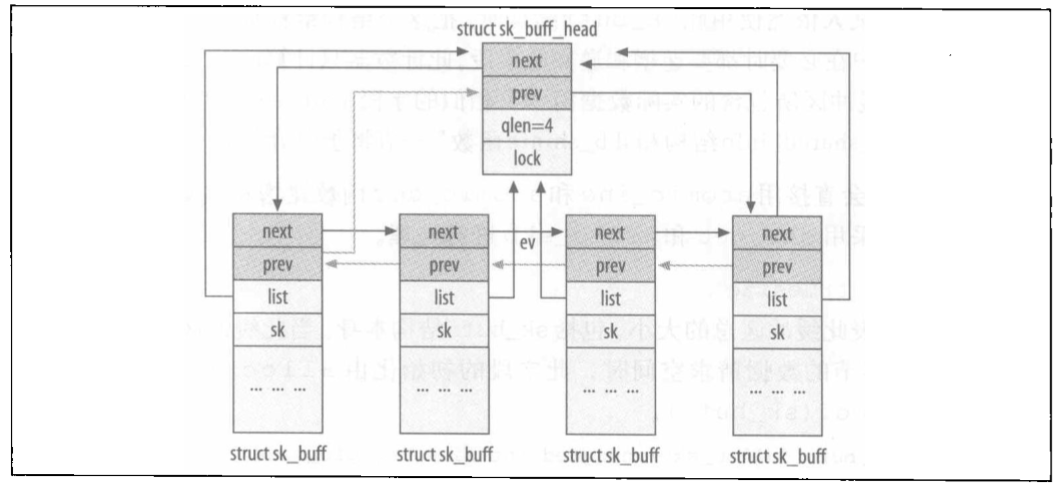 struct sk_buff_head
next
prev
qlen=4
lock
next
prev
list
sk
... ... ...
struct sk_buff
next
prev
list
sk
... ... ...
struct sk_buff
ev
next
prev
list
sk
... ... ...
struct sk_buff
next
prev
list
sk
... ... ...
struct sk_buff